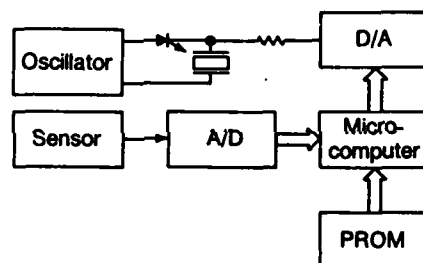 D/A
Oscillator
Sensor
A/D
Micro-
computer
PROM